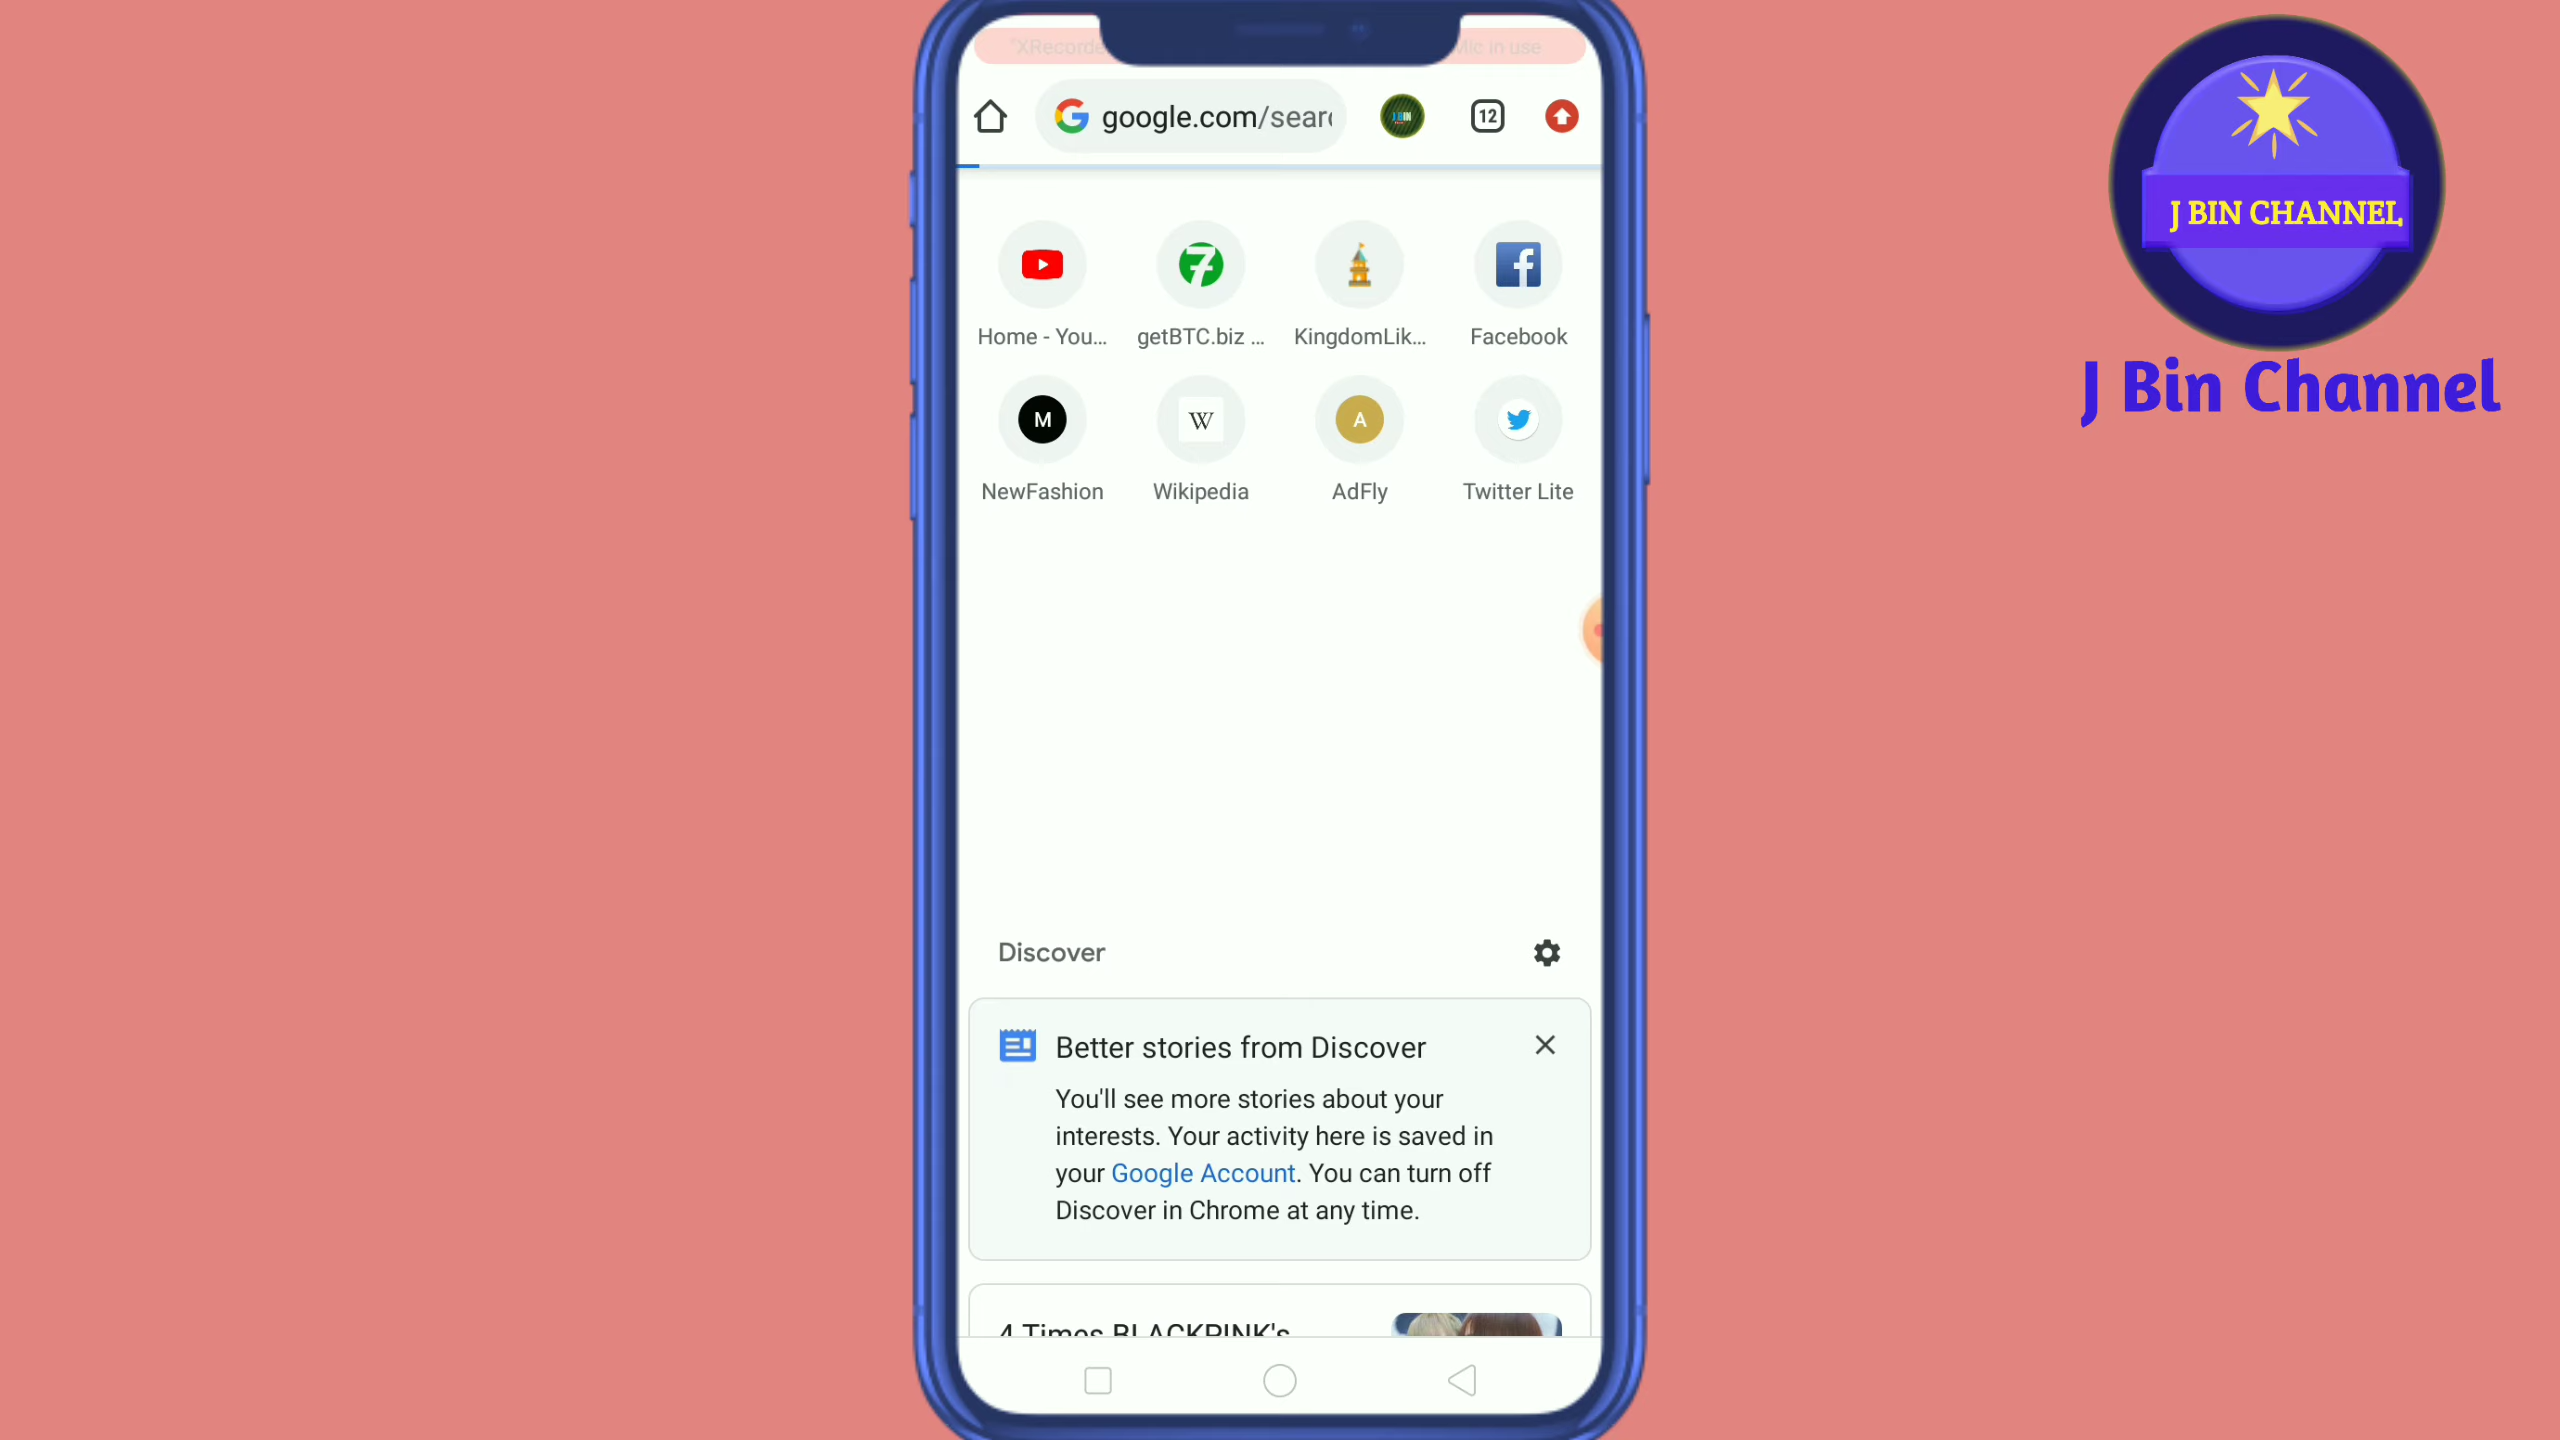 Mic in use
google.com/sear
12
J BIN CHANNEL
J Bin Channel
Home - You...
getBTC.biz ...
KingdomLik...
Facebook
M
W
A
NewFashion
Wikipedia
AdFly
Twitter Lite
Discover
Better stories from Discover
You'll see more stories about your
interests. Your activity here is saved in
your Google Account. You can turn off
Discover in Chrome at any time.
4 Times BLACKPINK's